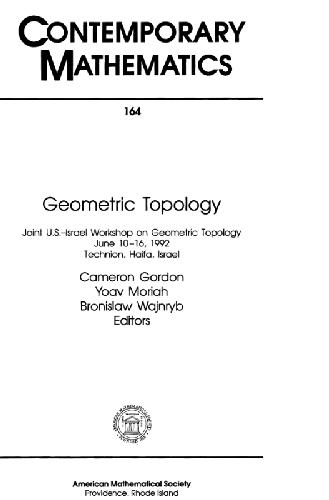 CONTEMPORARY
MATHEMATICS
164
Geometric Topology
Joint U.S.–Israel Workshop on Geometric Topology
June 10–16, 1992
Technion, Haifa, Israel
Cameron Gordon
Yoav Moriah
Bronislaw Wajnryb
Editors
American Mathematical Society
Providence, Rhode Island